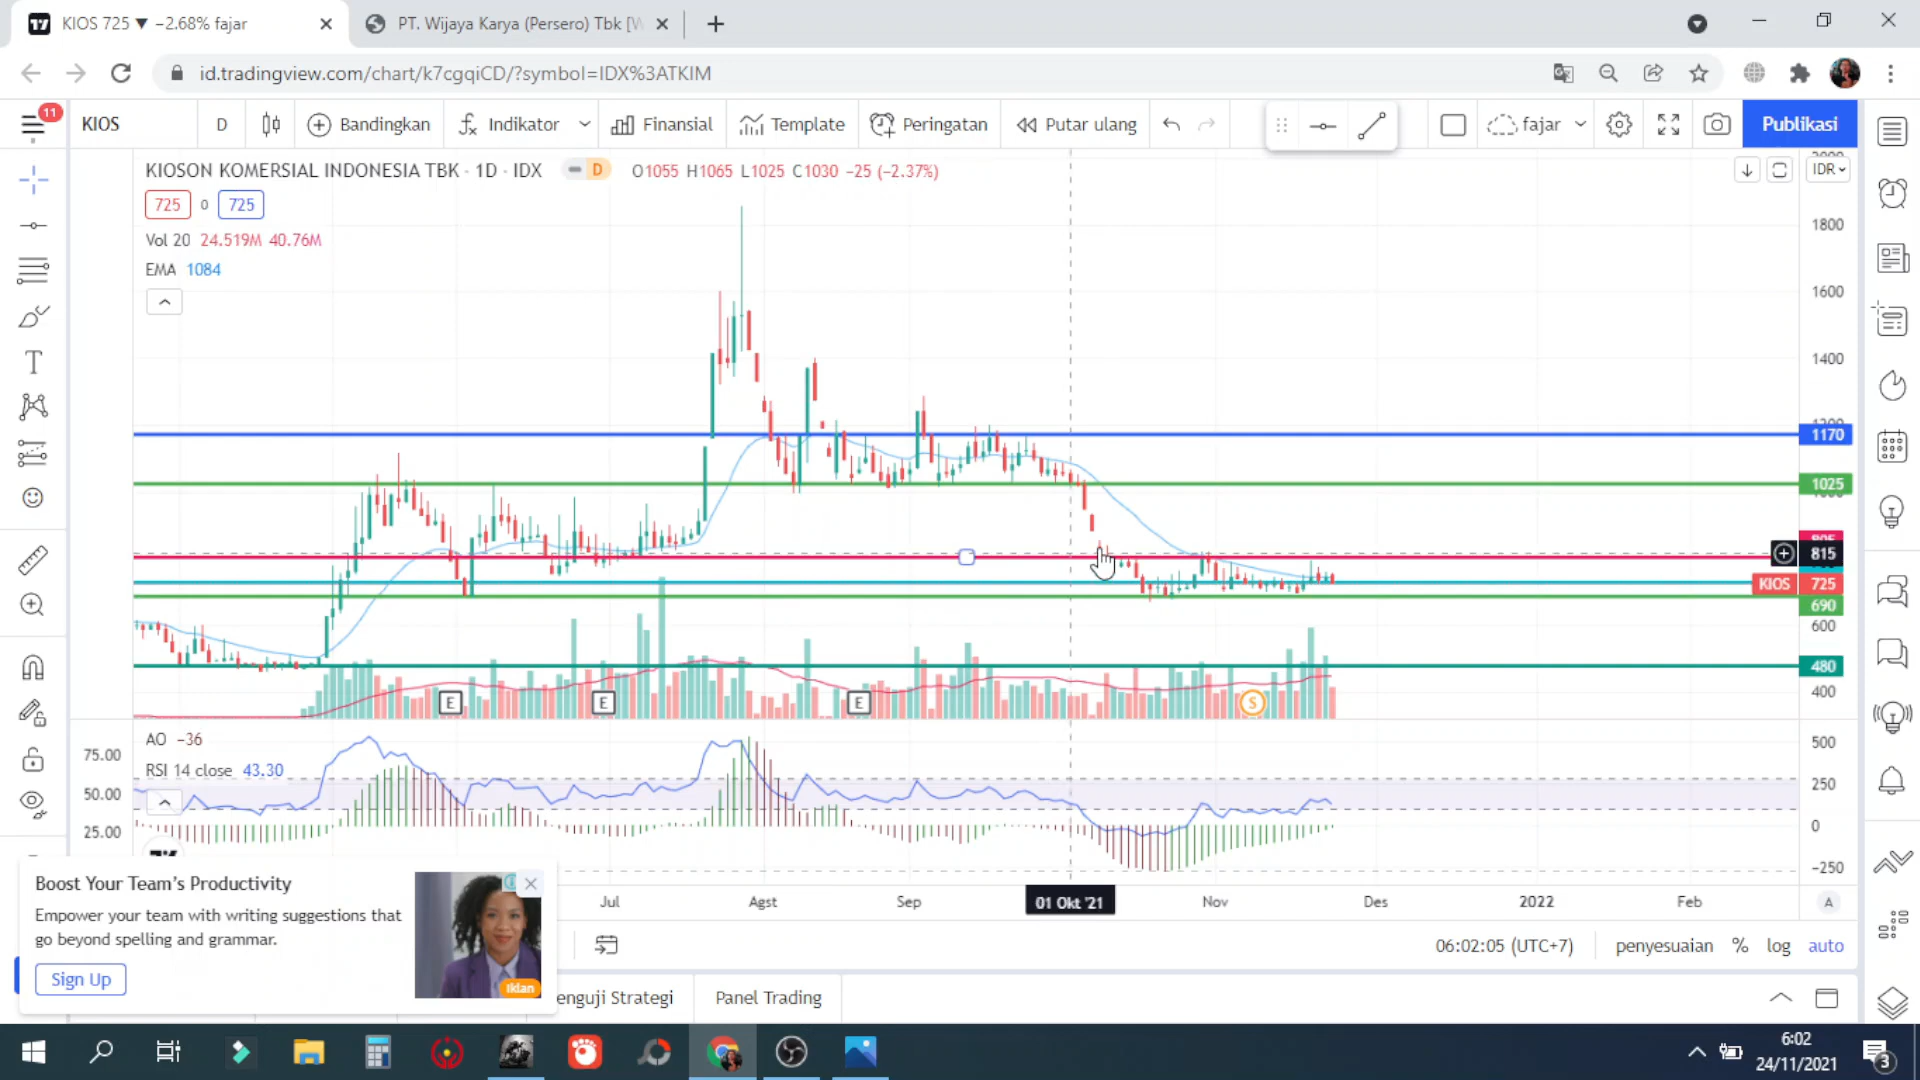 KIOS 725 ▼ −2.68% fajar
PT. Wijaya Karya (Persero) Tbk [W
id.tradingview.com/chart/k7cgqiCD/?symbol=IDX%3ATKIM
11
KIOS
D
Bandingkan
Indikator
Finansial
Template
Peringatan
Putar ulang
fajar
Publikasi
KIOSON KOMERSIAL INDONESIA TBK · 1D · IDX
D
O1055 H1065 L1025 C1030 −25 (−2.37%)
IDR
725 0 725
Vol 20 24.519M 40.76M
EMA 1084
1800
1600
1400
1170
1025
815
KIOS 725
690
600
480
400
E
E
E
S
AO −36
RSI 14 close 43.30
75.00
50.00
25.00
500
250
0
−250
Jul
Agst
Sep
01 Okt '21
Nov
Des
2022
Feb
A
Boost Your Team's Productivity
Empower your team with writing suggestions that
go beyond spelling and grammar.
Sign Up
Iklan
06:02:05 (UTC+7)
penyesuaian
%
log
auto
enguji Strategi
Panel Trading
6:02
24/11/2021
3